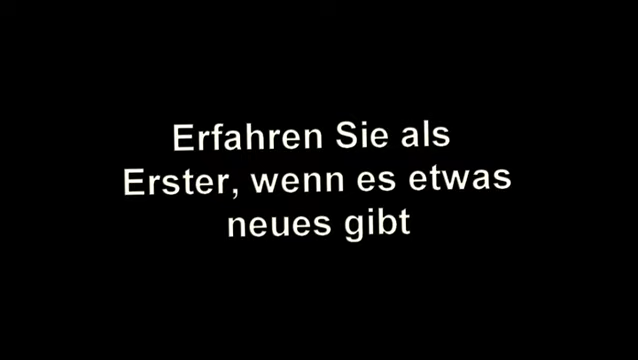 Erfahren Sie als
Erster, wenn es etwas
neues gibt